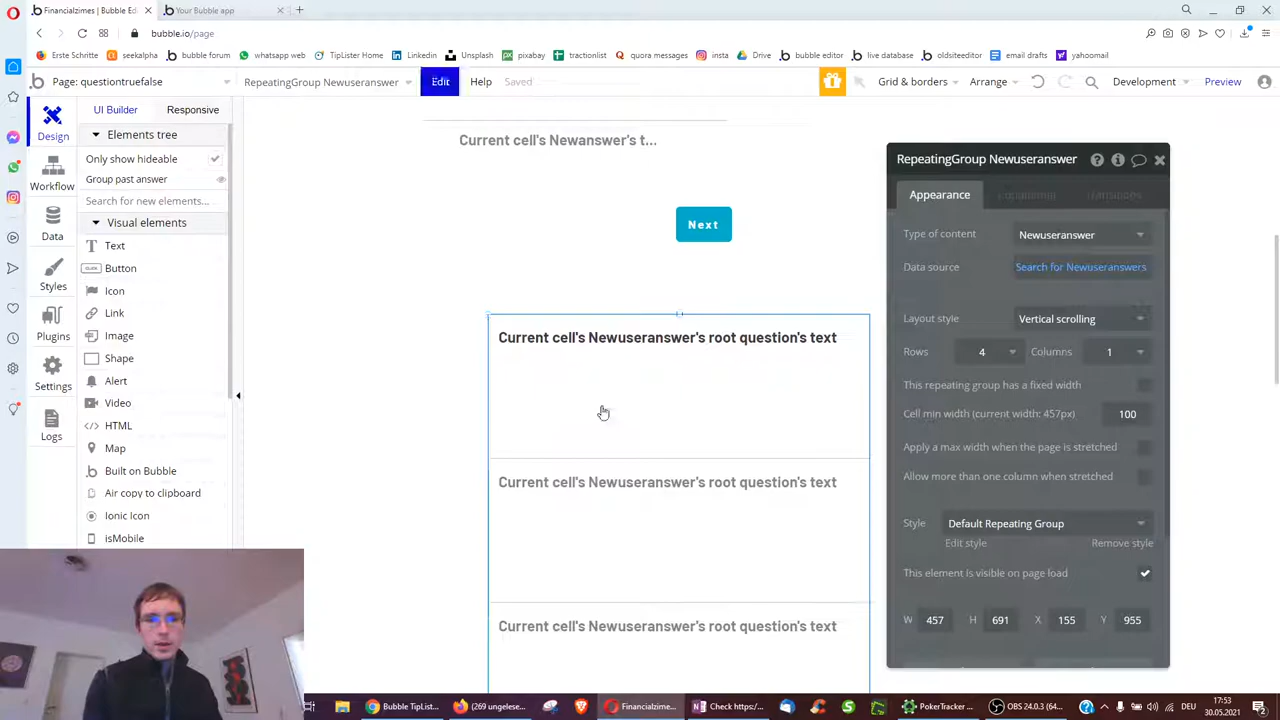 Financialzimes | Bubble Ed
Your Bubble app
bubble.io/page
Erste Schritte
seekalpha
bubble forum
whatsapp web
TipLister Home
Linkedin
Unsplash
pixabay
tractionlist
quora messages
insta
Drive
bubble editor
live database
oldsiteeditor
email drafts
yahoomail
Page: questiontruefalse
RepeatingGroup Newuseranswer
Edit
Help
Saved
Grid & borders
Arrange
Development
Preview
Design
Workflow
Data
Styles
Plugins
Settings
Logs
UI Builder
Responsive
Elements tree
Only show hideable
Group past answer
Search for new elements...
Visual elements
Text
Button
Icon
Link
Image
Shape
Alert
Video
HTML
Map
Built on Bubble
Air copy to clipboard
Ionic Icon
isMobile
Current cell's Newanswer's t...
Next
Current cell's Newuseranswer's root question's text
Current cell's Newuseranswer's root question's text
Current cell's Newuseranswer's root question's text
RepeatingGroup Newuseranswer
Appearance
Conditional
Transitions
Type of content
Newuseranswer
Data source
Search for Newuseranswers
Layout style
Vertical scrolling
Rows
4
Columns
1
This repeating group has a fixed width
Cell min width (current width: 457px)
100
Apply a max width when the page is stretched
Allow more than one column when stretched
Style
Default Repeating Group
Edit style
Remove style
This element is visible on page load
W 457 H 691 X 155 Y 955
Bubble TipList
(269 ungelese
Financialzimes
Check https://
PokerTracker
OBS 24.0.3 (64
DEU
17:53
30.05.2021